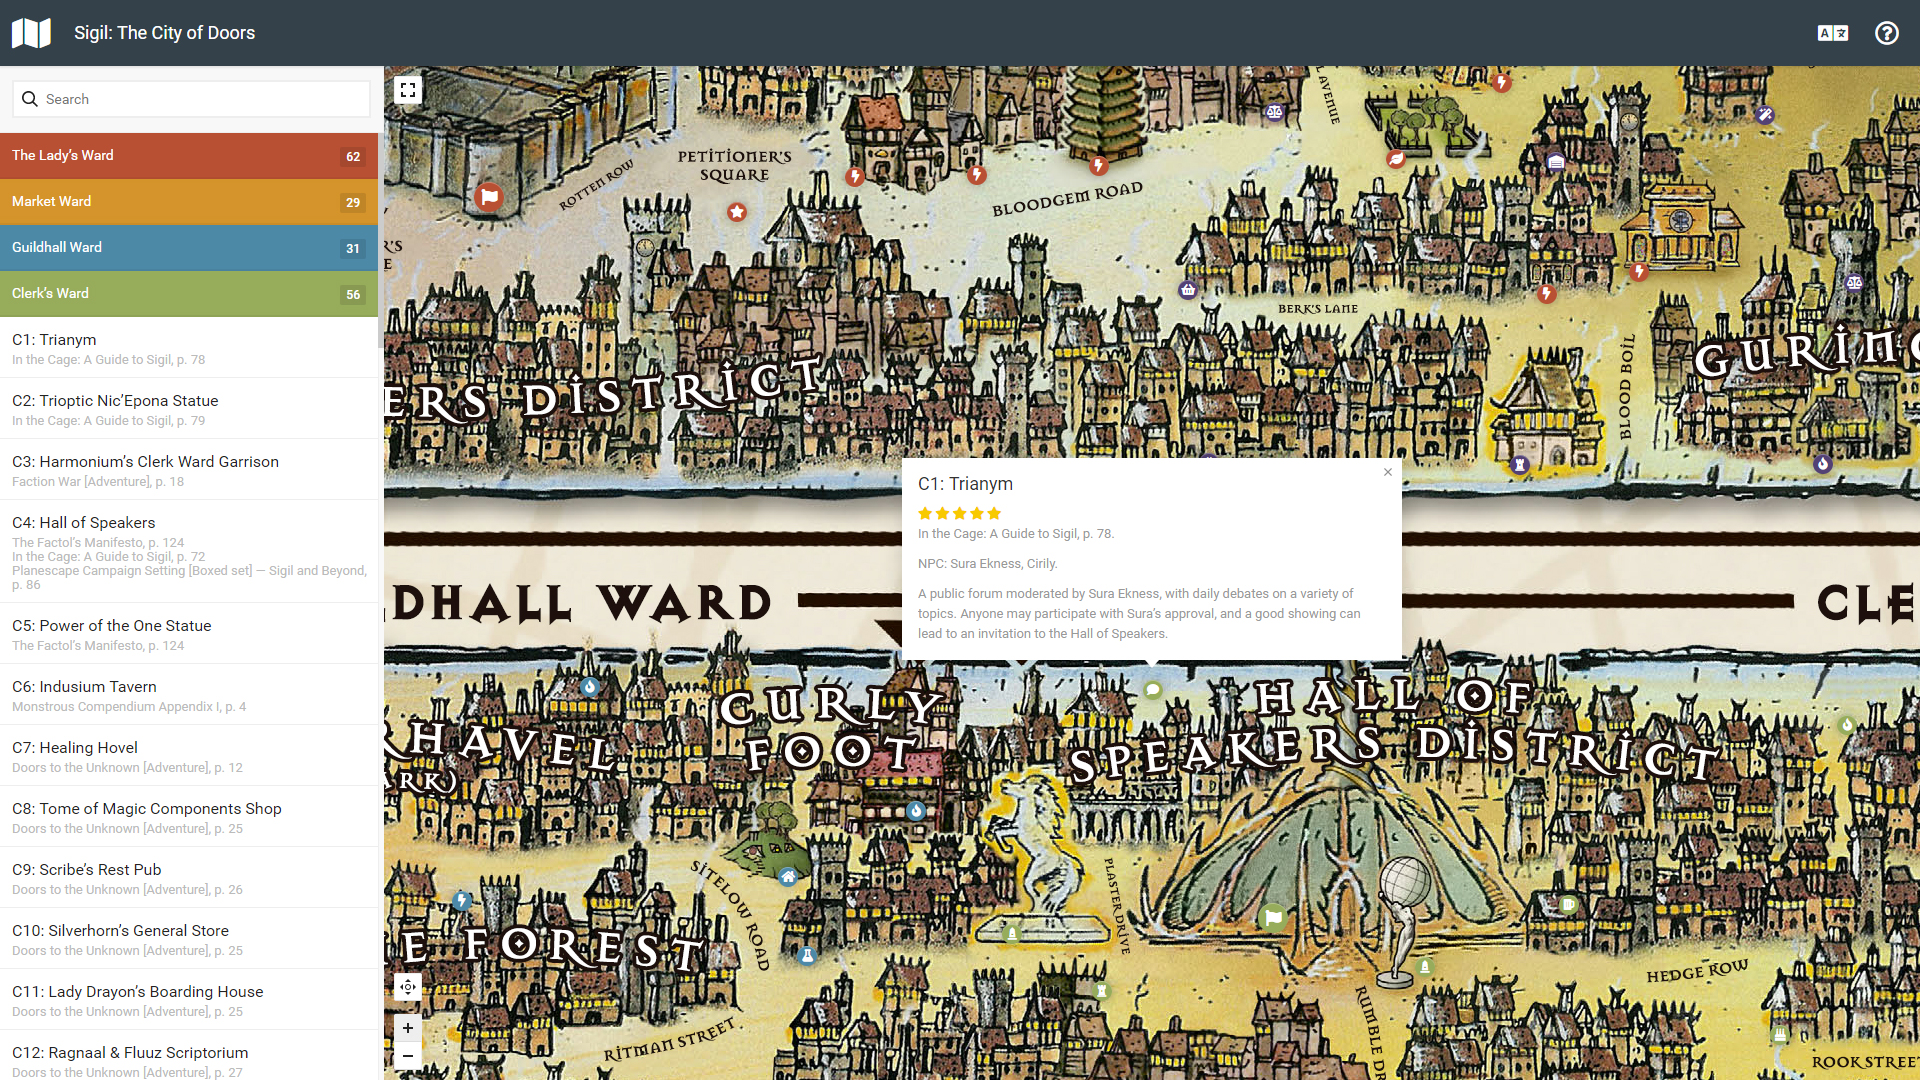 Sigil: The City of Doors
A
Search
The Lady's Ward
62
Market Ward
29
Guildhall Ward
31
Clerk's Ward
56
C1: Trianym
In the Cage: A Guide to Sigil, p. 78
C2: Trioptic Nic'Epona Statue
In the Cage: A Guide to Sigil, p. 79
C3: Harmonium's Clerk Ward Garrison
Faction War [Adventure], p. 18
C4: Hall of Speakers
The Factol's Manifesto, p. 124
In the Cage: A Guide to Sigil, p. 72
Planescape Campaign Setting [Boxed set] — Sigil and Beyond,
p. 86
C5: Power of the One Statue
The Factol's Manifesto, p. 124
C6: Indusium Tavern
Monstrous Compendium Appendix I, p. 4
C7: Healing Hovel
Doors to the Unknown [Adventure], p. 12
C8: Tome of Magic Components Shop
Doors to the Unknown [Adventure], p. 25
C9: Scribe's Rest Pub
Doors to the Unknown [Adventure], p. 26
C10: Silverhorn's General Store
Doors to the Unknown [Adventure], p. 25
C11: Lady Drayon's Boarding House
Doors to the Unknown [Adventure], p. 25
C12: Ragnaal & Fluuz Scriptorium
Doors to the Unknown [Adventure], p. 27
L AVENUE
PETITIONER'S
SQUARE
ROTTEN ROW
BLOODGEM ROAD
R'S
E
BERK'S LANE
BLOOD BOIL
GURIN
ERS DISTRICT
C1: Trianym
In the Cage: A Guide to Sigil, p. 78.
NPC: Sura Ekness, Cirily.
A public forum moderated by Sura Ekness, with daily debates on a variety of
topics. Anyone may participate with Sura's approval, and a good showing can
lead to an invitation to the Hall of Speakers.
DHALL WARD
CLE
CURLY
FOOT
HALL OF
SPEAKERS DISTRICT
RHAVEL
ARK)
SITELOW ROAD
PLASTER DRIVE
E FOREST
HEDGE ROW
RITMAN STREET
RUMBLE DR
ROOK STREET
+
−